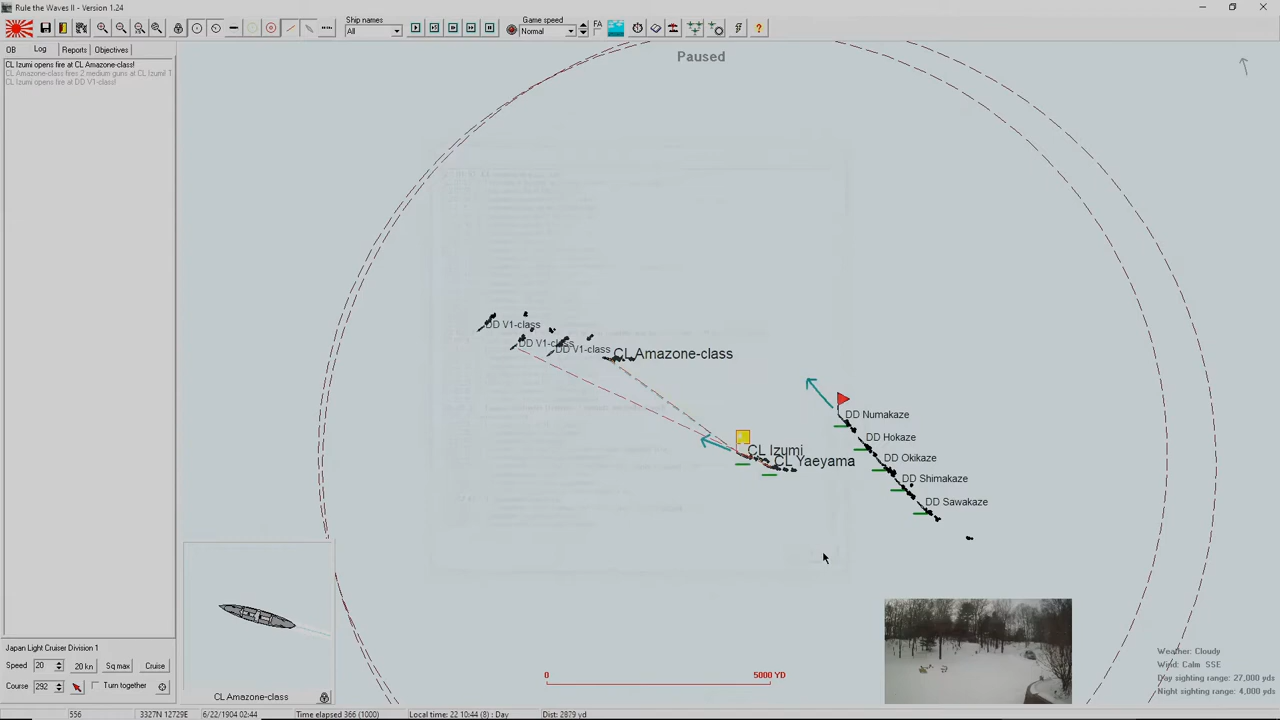 Rule the Waves II - Version 1.24
Ship names
All
Game speed
Normal
FA
OB
Log
Reports
Objectives
CL Izumi opens fire at CL Amazone-class!
CL Amazone-class fires 2 medium guns at CL Izumi! 1
CL Izumi opens fire at DD V1-class!
Paused
DD V1-class
DD V1-class
DD V1-class
CL Amazone-class
CL Izumi
CL Yaeyama
DD Numakaze
DD Hokaze
DD Okikaze
DD Shimakaze
DD Sawakaze
Japan Light Cruiser Division 1
Speed 20 20 kn Sq max Cruise
Course 292 Turn together
CL Amazone-class
0 5000 YD
Weather: Cloudy
Wind: Calm SSE
Day sighting range: 27,000 yds
Night sighting range: 4,000 yds
556 3327N 12729E 6/22/1904 02:44 Time elapsed 366 (1000) Local time: 22 10:44 (8) : Day Dist: 2879 yd